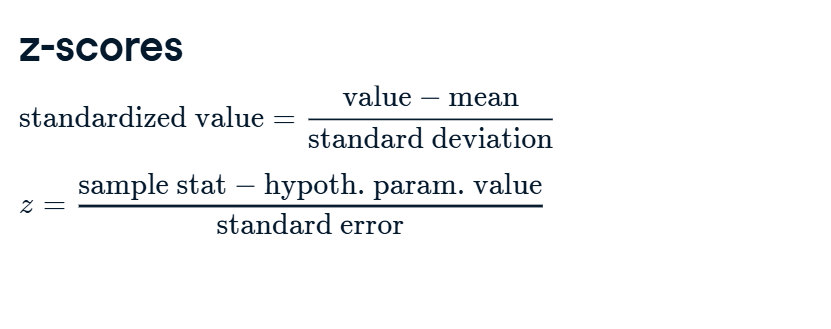 z-scores
standardized value = value − mean / standard deviation
z = sample stat − hypoth. param. value / standard error